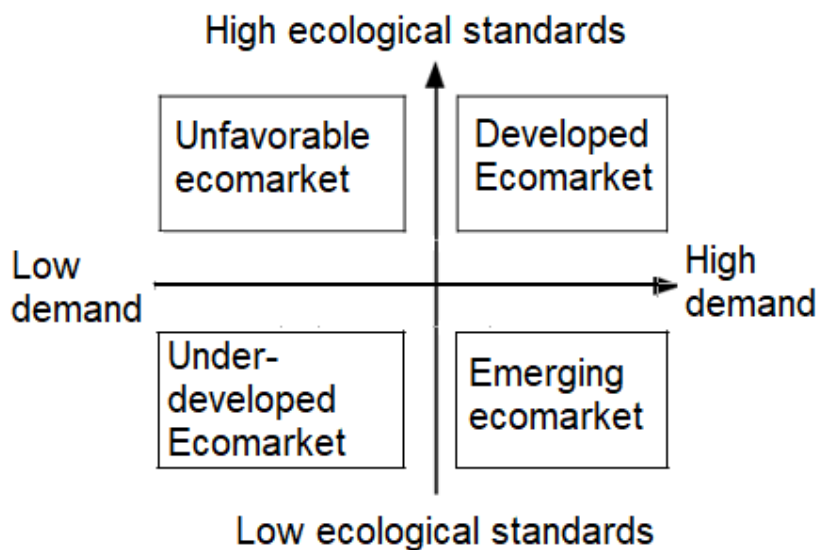 High ecological standards
Unfavorable
ecomarket
Developed
Ecomarket
Low
demand
High
demand
Under-
developed
Ecomarket
Emerging
ecomarket
Low ecological standards